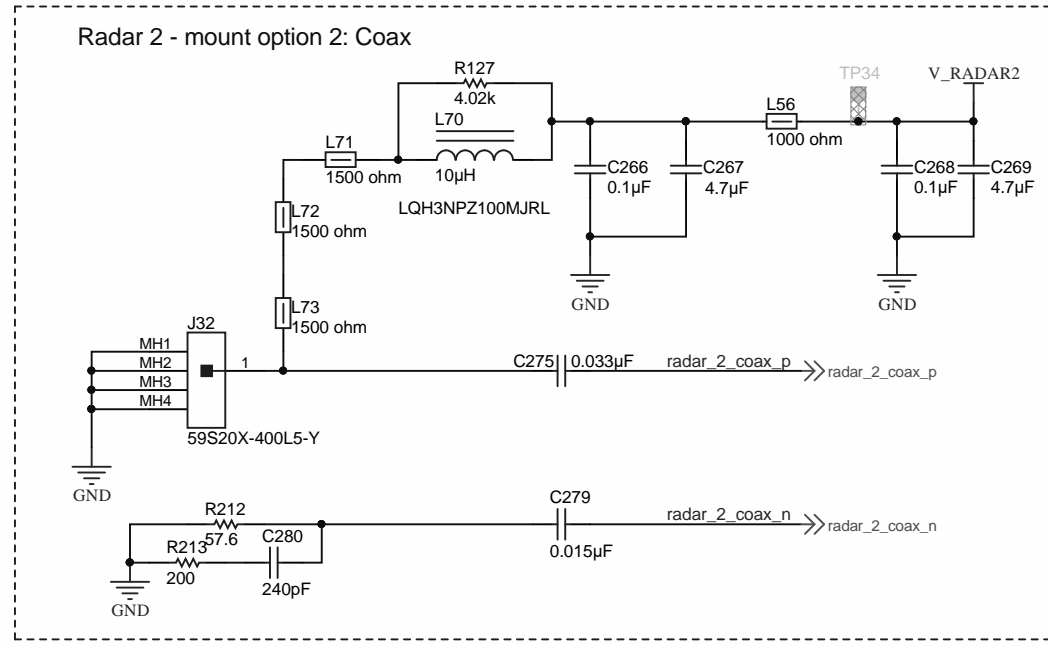 Radar 2 - mount option 2: Coax
R127
4.02k
L70
10µH
LQH3NPZ100MJRL
L71
1500 ohm
L72
1500 ohm
L73
1500 ohm
C266
0.1µF
C267
4.7µF
L56
1000 ohm
TP34
V_RADAR2
C268
0.1µF
C269
4.7µF
GND
GND
J32
MH1
MH2
MH3
MH4
1
59S20X-400L5-Y
GND
C275
0.033µF
radar_2_coax_p
radar_2_coax_p
R212
57.6
R213
200
C280
240pF
GND
C279
0.015µF
radar_2_coax_n
radar_2_coax_n